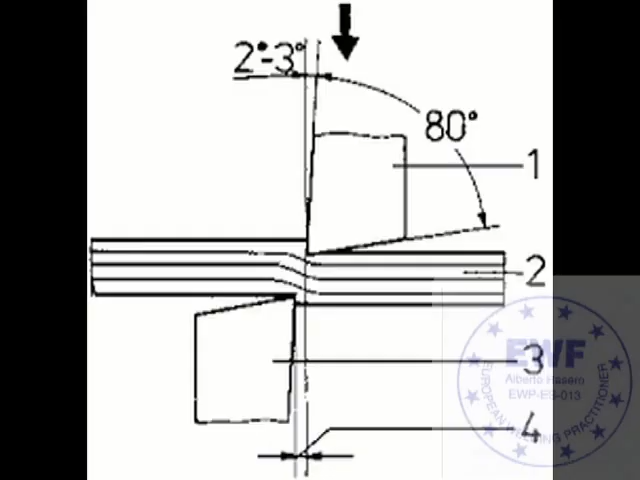 2°-3°
80°
1
2
3
4
EWF
Alberto Rasero
EWP-ES-013
EUROPEAN WELDING PRACTITIONER